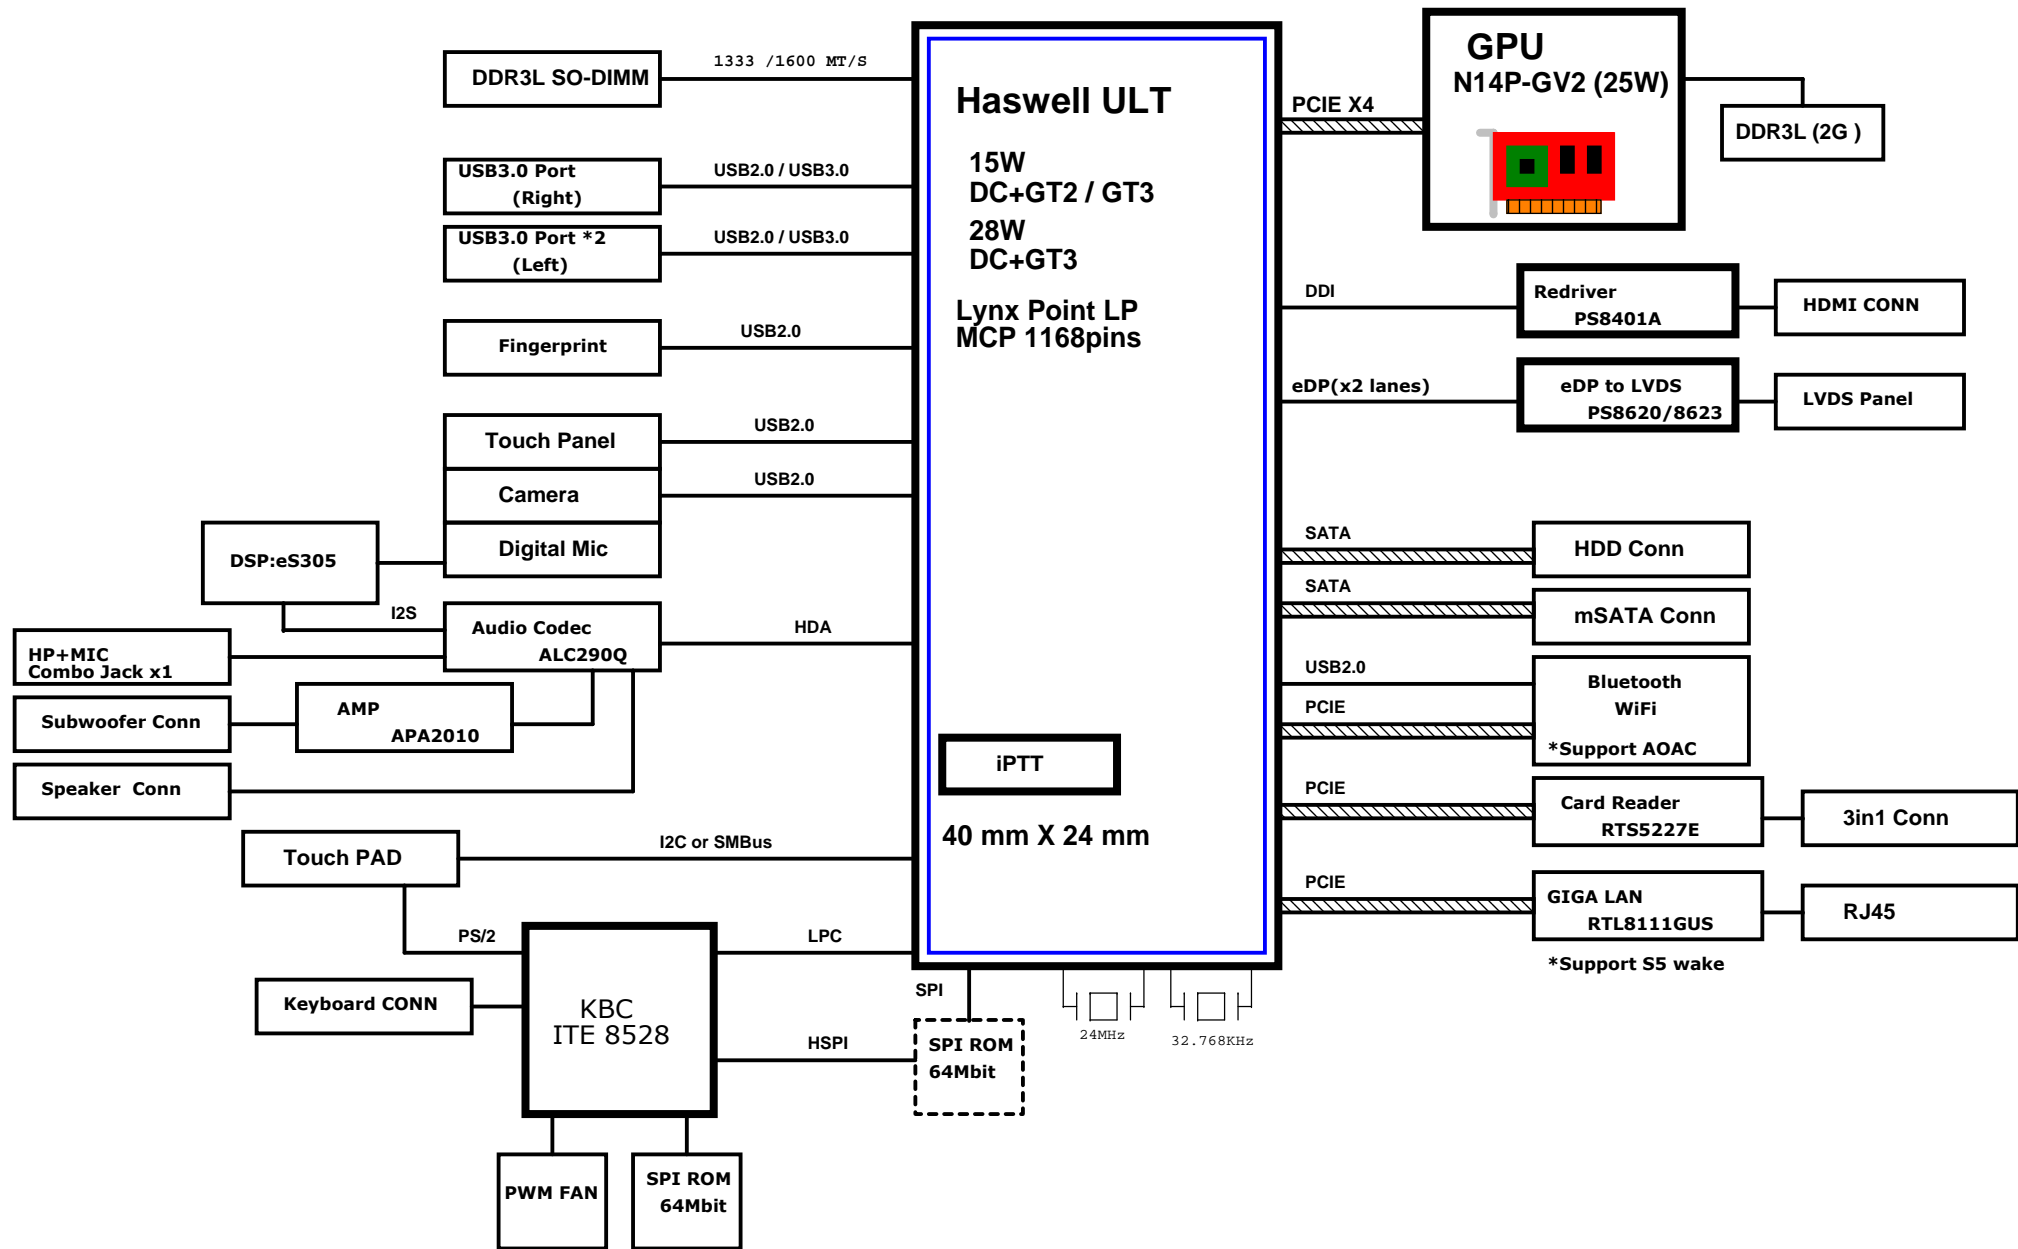 DDR3L SO-DIMM
1333 /1600 MT/S
USB3.0 Port
(Right)
USB2.0 / USB3.0
USB3.0 Port *2
(Left)
USB2.0 / USB3.0
Fingerprint
USB2.0
Touch Panel
USB2.0
Camera
USB2.0
Digital Mic
DSP:eS305
I2S
Audio Codec
ALC290Q
HDA
HP+MIC
Combo Jack x1
Subwoofer Conn
AMP
APA2010
Speaker  Conn
Touch PAD
I2C or SMBus
PS/2
LPC
Keyboard CONN
KBC
ITE 8528
HSPI
PWM FAN
SPI ROM
64Mbit
Haswell ULT
15W
DC+GT2 / GT3
28W
DC+GT3
Lynx Point LP
MCP 1168pins
iPTT
40 mm X 24 mm
SPI
SPI ROM
64Mbit
24MHz
32.768KHz
PCIE X4
GPU
N14P-GV2 (25W)
DDR3L (2G )
DDI
Redriver
PS8401A
HDMI CONN
eDP(x2 lanes)
eDP to LVDS
PS8620/8623
LVDS Panel
SATA
HDD Conn
SATA
mSATA Conn
USB2.0
PCIE
Bluetooth
WiFi
*Support AOAC
PCIE
Card Reader
RTS5227E
3in1 Conn
PCIE
GIGA LAN
RTL8111GUS
RJ45
*Support S5 wake